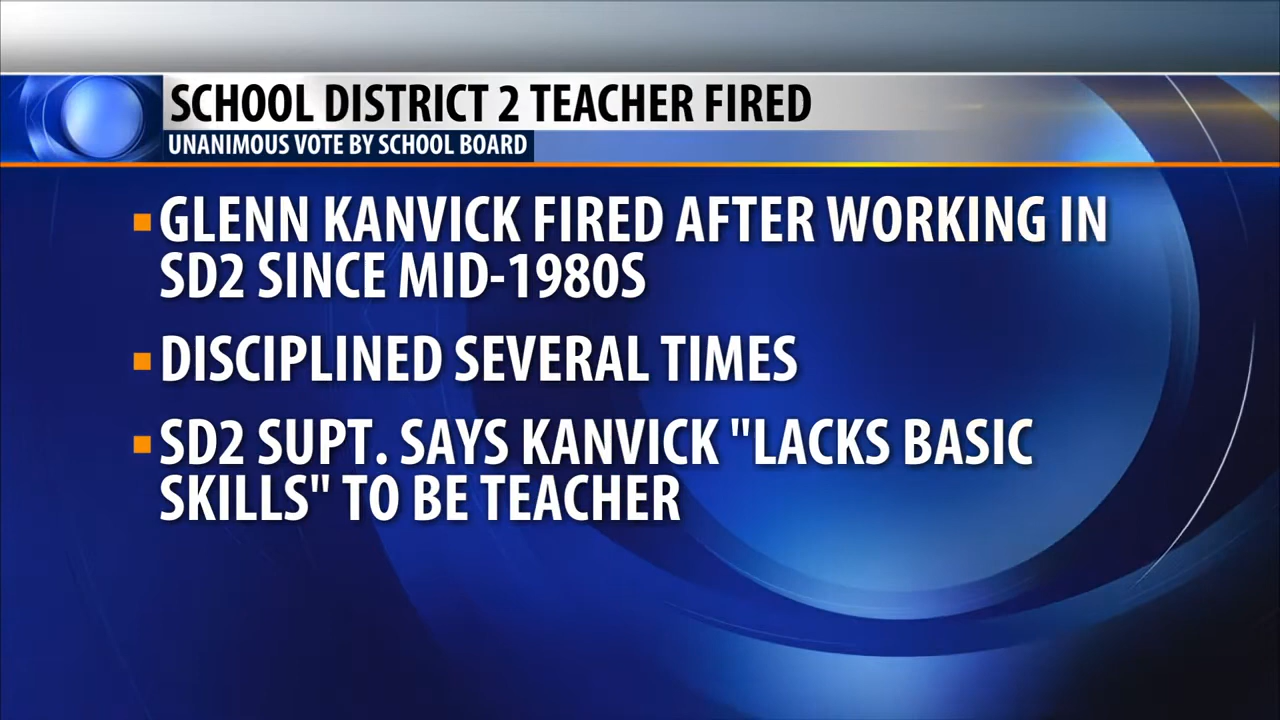 SCHOOL DISTRICT 2 TEACHER FIRED
UNANIMOUS VOTE BY SCHOOL BOARD
GLENN KANVICK FIRED AFTER WORKING IN
SD2 SINCE MID-1980S
DISCIPLINED SEVERAL TIMES
SD2 SUPT. SAYS KANVICK "LACKS BASIC
SKILLS" TO BE TEACHER